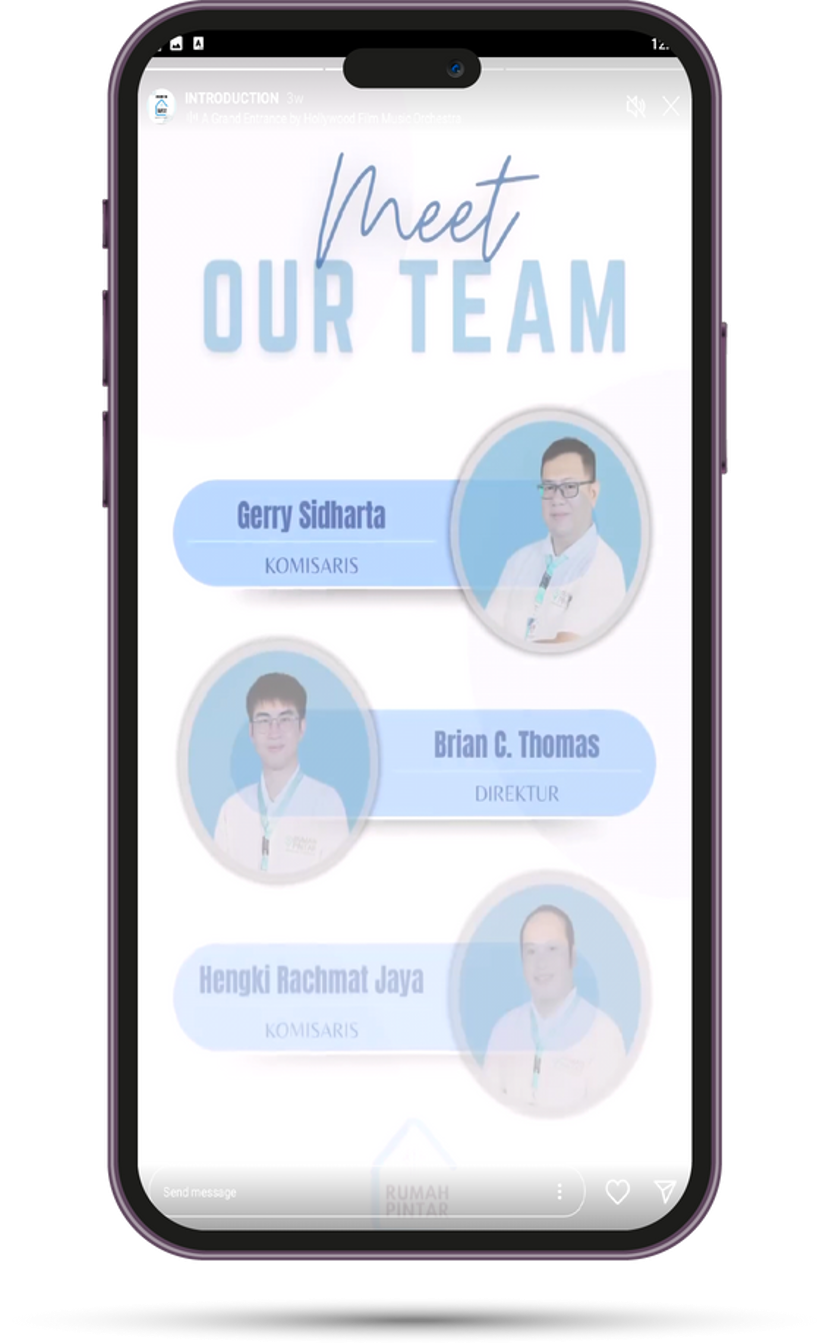 12:
INTRODUCTION 3w
A Grand Entrance by Hollywood Film Music Orchestra
Meet
OUR TEAM
Gerry Sidharta
KOMISARIS
Brian C. Thomas
DIREKTUR
Hengki Rachmat Jaya
KOMISARIS
RUMAH
PINTAR
Send message